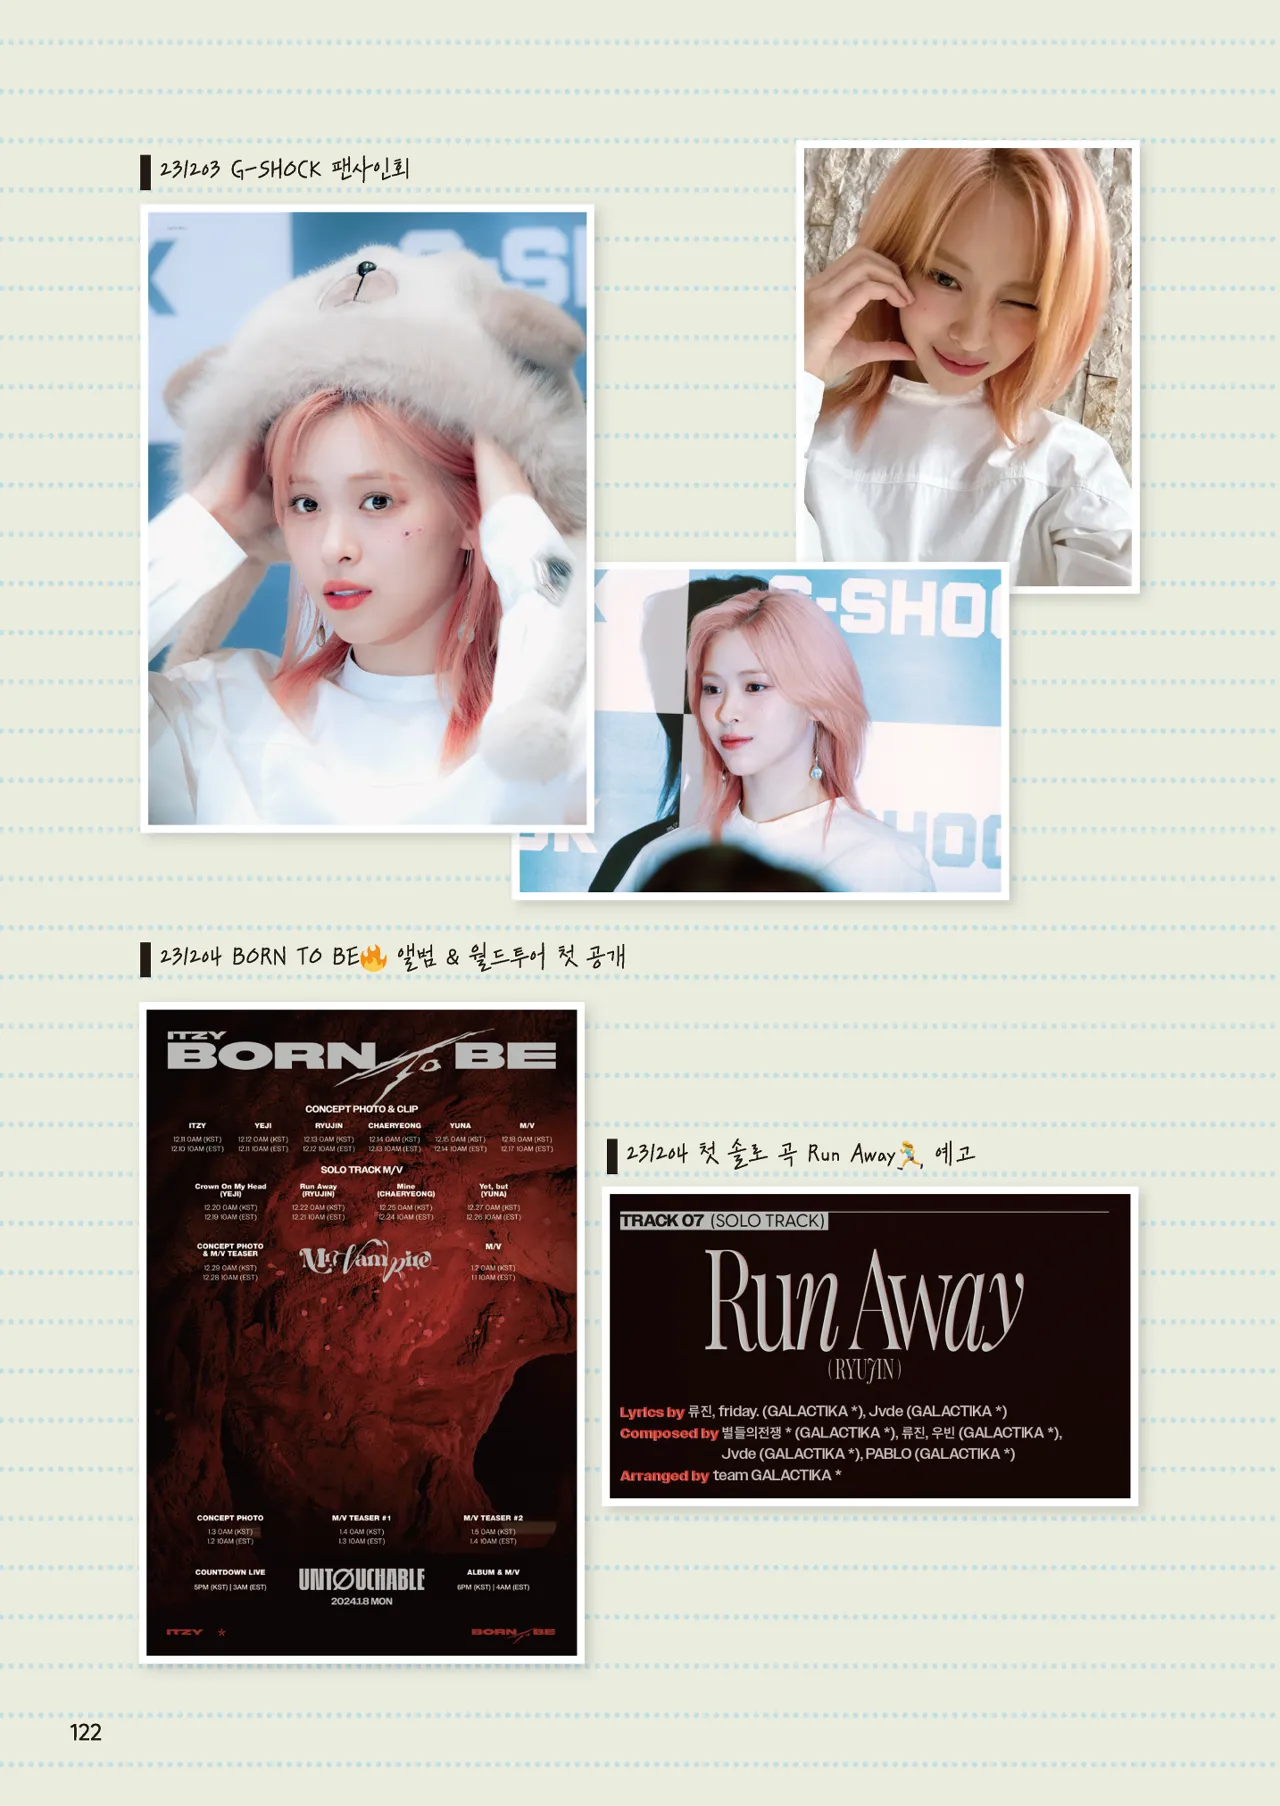 231203 G-SHOCK 팬사인회
G-SHOCK
231204 BORN TO BE🔥 앨범 & 월드투어 첫 공개
ITZY
BORN To BE
CONCEPT PHOTO & CLIP
ITZY YEJI RYUJIN CHAERYEONG YUNA M/V
12.11 0AM (KST) 12.12 0AM (KST) 12.13 0AM (KST) 12.14 0AM (KST) 12.15 0AM (KST) 12.18 0AM (KST)
12.10 10AM (EST) 12.11 10AM (EST) 12.12 10AM (EST) 12.13 10AM (EST) 12.14 10AM (EST) 12.17 10AM (EST)
SOLO TRACK M/V
Crown On My Head Run Away Mine Yet, but
(YEJI) (RYUJIN) (CHAERYEONG) (YUNA)
12.20 0AM (KST) 12.22 0AM (KST) 12.25 0AM (KST) 12.27 0AM (KST)
12.19 10AM (EST) 12.21 10AM (EST) 12.24 10AM (EST) 12.26 10AM (EST)
CONCEPT PHOTO
& M/V TEASER
12.29 0AM (KST)
12.28 10AM (EST)
Mr. Vampire
M/V
1.2 0AM (KST)
1.1 10AM (EST)
CONCEPT PHOTO M/V TEASER #1 M/V TEASER #2
1.3 0AM (KST) 1.4 0AM (KST) 1.5 0AM (KST)
1.2 10AM (EST) 1.3 10AM (EST) 1.4 10AM (EST)
COUNTDOWN LIVE
5PM (KST) | 3AM (EST)
UNTOUCHABLE
2024.1.8 MON
ALBUM & M/V
6PM (KST) | 4AM (EST)
ITZY
BORN To BE
231204 첫 솔로 곡 Run Away🏃 예고
TRACK 07 (SOLO TRACK)
Run Away
(RYUJIN)
Lyrics by 류진, friday. (GALACTIKA *), Jvde (GALACTIKA *)
Composed by 별들의전쟁 * (GALACTIKA *), 류진, 우빈 (GALACTIKA *),
Jvde (GALACTIKA *), PABLO (GALACTIKA *)
Arranged by team GALACTIKA *
122